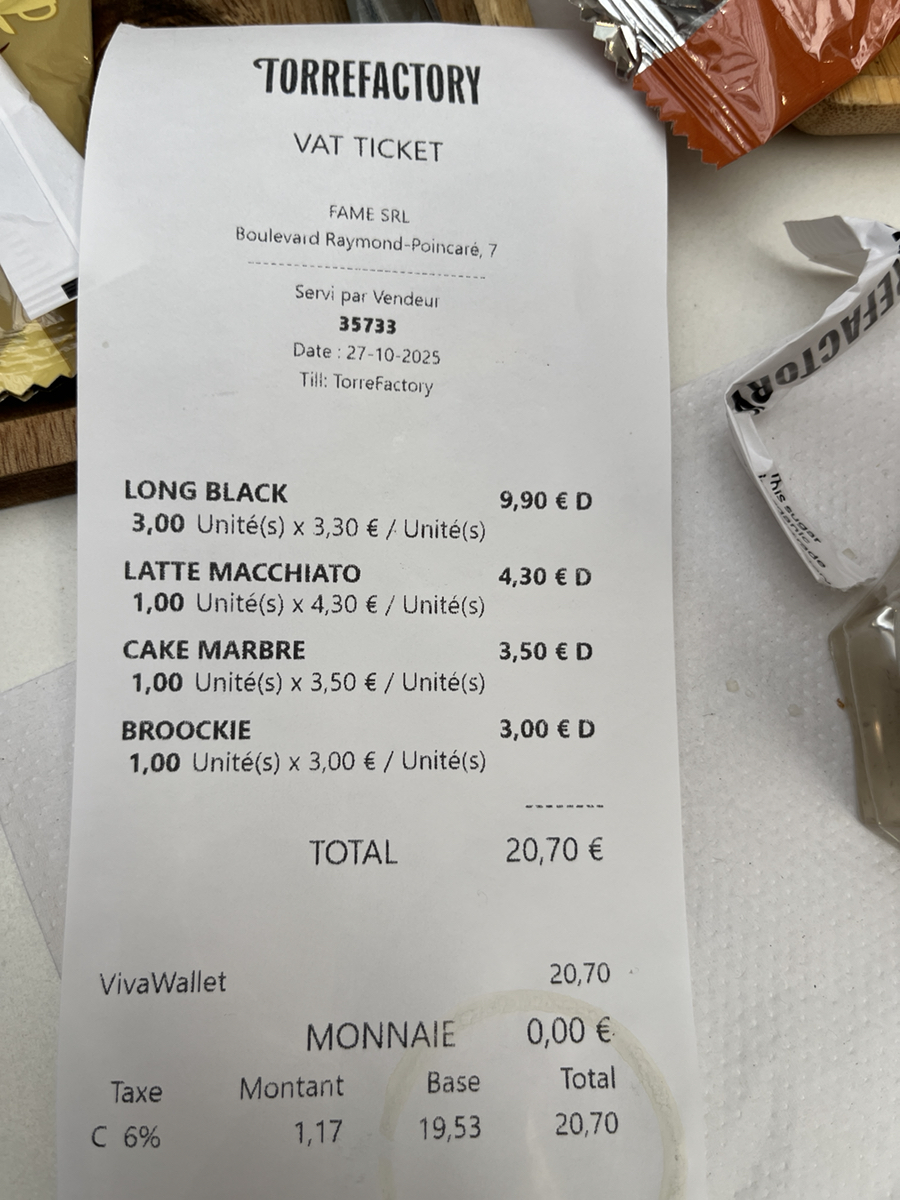 TORREFACTORY
VAT TICKET
FAME SRL
Boulevard Raymond-Poincaré, 7
Servi par Vendeur
35733
Date : 27-10-2025
Till: TorreFactory
LONG BLACK 9,90 € D
3,00 Unité(s) x 3,30 € / Unité(s)
LATTE MACCHIATO 4,30 € D
1,00 Unité(s) x 4,30 € / Unité(s)
CAKE MARBRE 3,50 € D
1,00 Unité(s) x 3,50 € / Unité(s)
BROOCKIE 3,00 € D
1,00 Unité(s) x 3,00 € / Unité(s)
TOTAL 20,70 €
VivaWallet 20,70
MONNAIE 0,00 €
Taxe Montant Base Total
C 6% 1,17 19,53 20,70
REFACTORY
This sugar